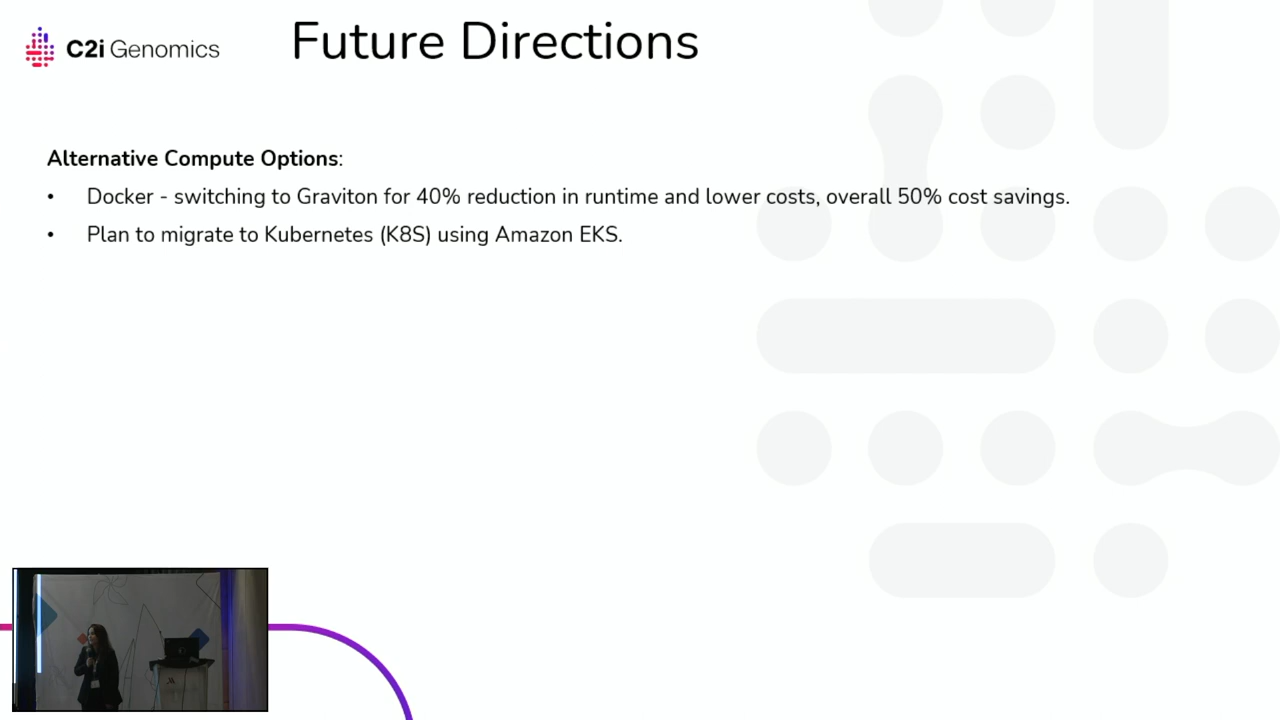 C2i Genomics
Future Directions
Alternative Compute Options:
• Docker - switching to Graviton for 40% reduction in runtime and lower costs, overall 50% cost savings.
• Plan to migrate to Kubernetes (K8S) using Amazon EKS.